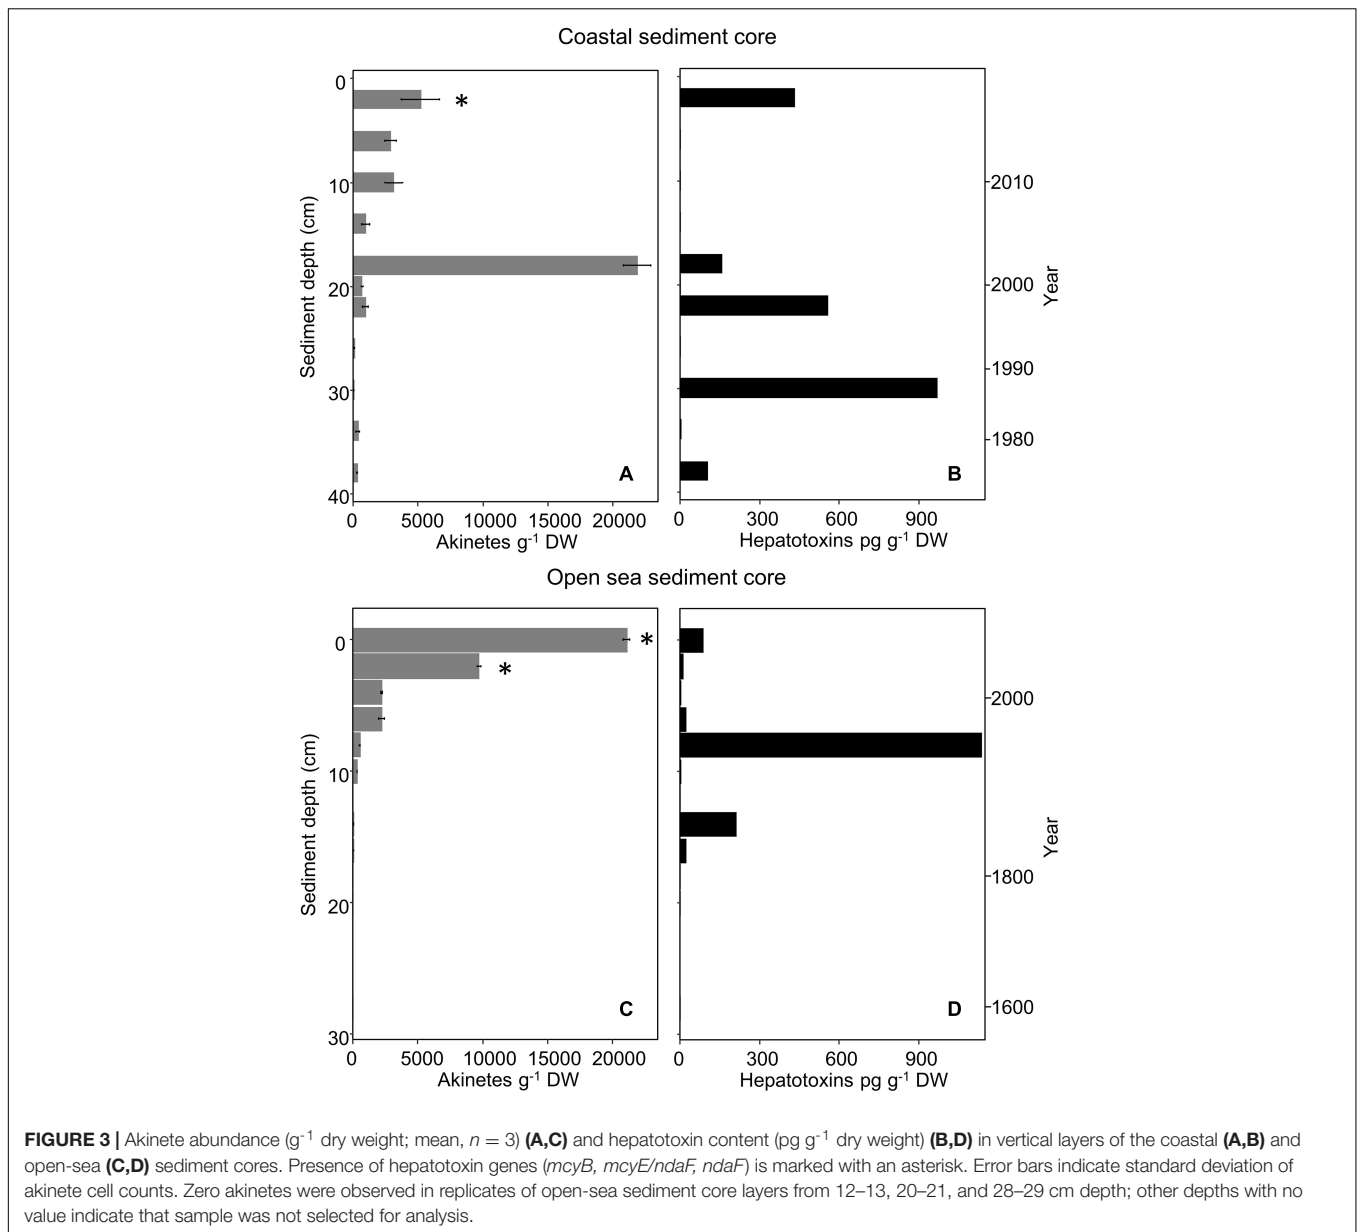 Coastal sediment core
0
10
20
30
40
Sediment depth (cm)
*
A
0 5000 10000 15000 20000
Akinetes g-1 DW
B
0 300 600 900
Hepatotoxins pg g-1 DW
2010
2000
1990
1980
Year
Open sea sediment core
0
10
20
30
Sediment depth (cm)
*
*
C
0 5000 10000 15000 20000
Akinetes g-1 DW
D
0 300 600 900
Hepatotoxins pg g-1 DW
2000
1800
1600
Year
FIGURE 3 | Akinete abundance (g-1 dry weight; mean, n = 3) (A,C) and hepatotoxin content (pg g-1 dry weight) (B,D) in vertical layers of the coastal (A,B) and
open-sea (C,D) sediment cores. Presence of hepatotoxin genes (mcyB, mcyE/ndaF, ndaF) is marked with an asterisk. Error bars indicate standard deviation of
akinete cell counts. Zero akinetes were observed in replicates of open-sea sediment core layers from 12–13, 20–21, and 28–29 cm depth; other depths with no
value indicate that sample was not selected for analysis.